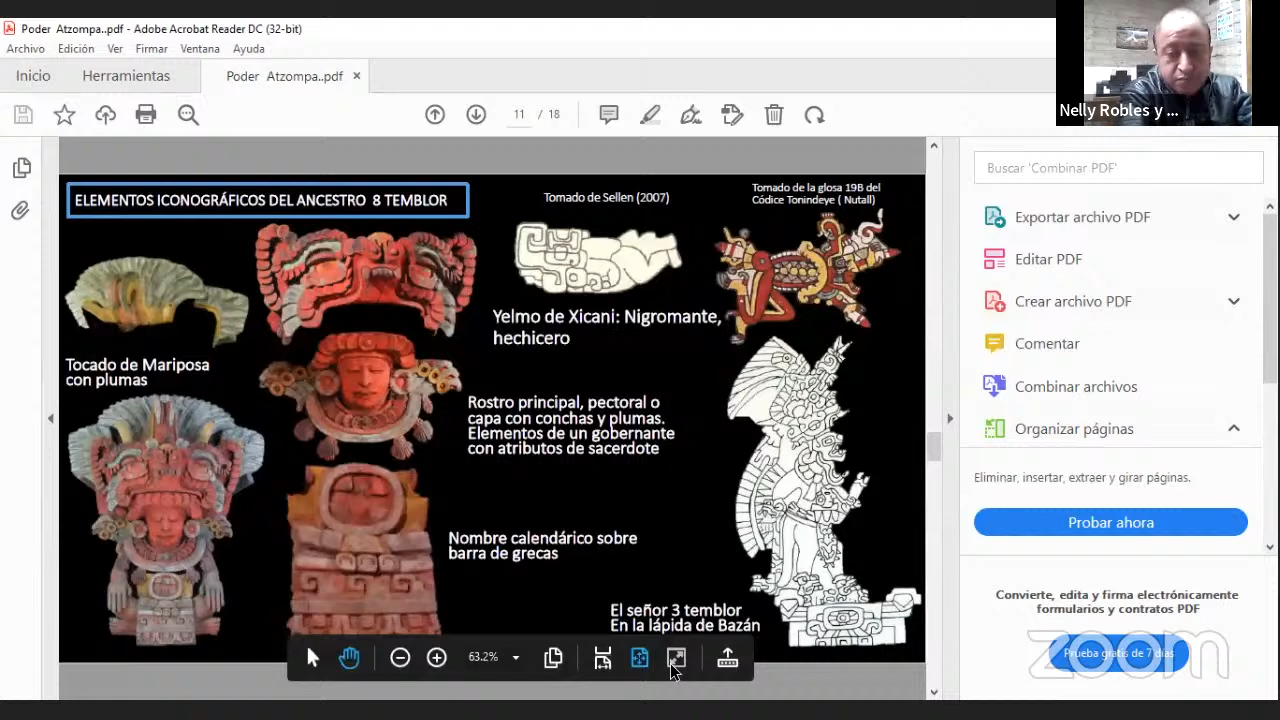 Poder Atzompa..pdf - Adobe Acrobat Reader DC (32-bit)
Archivo Edición Ver Firmar Ventana Ayuda
Inicio Herramientas Poder Atzompa..pdf ×
11 / 18
Nelly Robles y ...
Buscar 'Combinar PDF'
ELEMENTOS ICONOGRÁFICOS DEL ANCESTRO 8 TEMBLOR
Tomado de Sellen (2007)
Tomado de la glosa 19B del
Códice Tonindeye ( Nutall)
Yelmo de Xicani: Nigromante,
hechicero
Tocado de Mariposa
con plumas
Rostro principal, pectoral o
capa con conchas y plumas.
Elementos de un gobernante
con atributos de sacerdote
Nombre calendárico sobre
barra de grecas
El señor 3 temblor
En la lápida de Bazán
63.2%
Exportar archivo PDF
Editar PDF
Crear archivo PDF
Comentar
Combinar archivos
Organizar páginas
Eliminar, insertar, extraer y girar páginas.
Probar ahora
Convierte, edita y firma electrónicamente
formularios y contratos PDF
Prueba gratis de 7 días
zoom